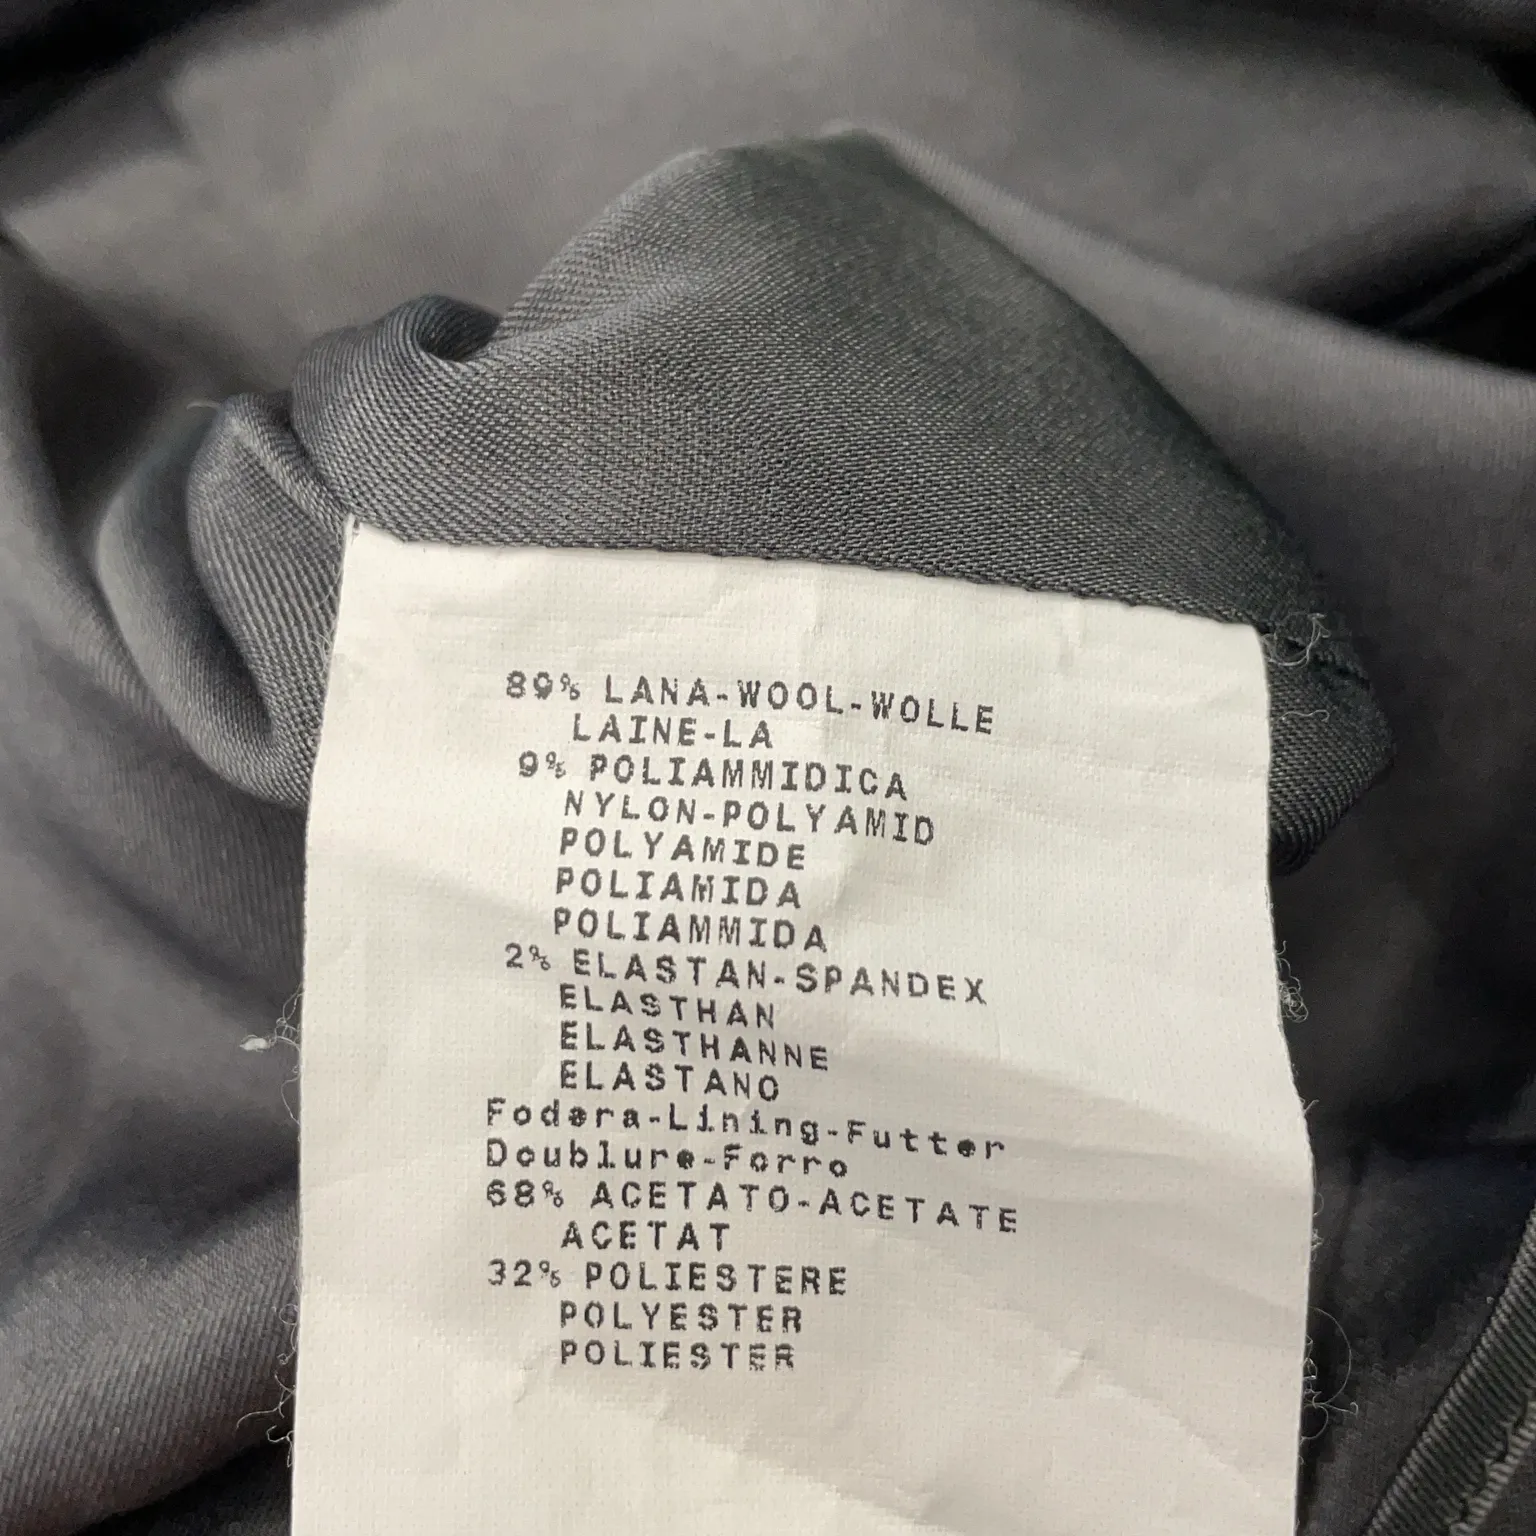 89% LANA-WOOL-WOLLE
LAINE-LA
9% POLIAMMIDICA
NYLON-POLYAMID
POLYAMIDE
POLIAMIDA
POLIAMMIDA
2% ELASTAN-SPANDEX
ELASTHAN
ELASTHANNE
ELASTANO
Fodera-Lining-Futter
Doublure-Forro
68% ACETATO-ACETATE
ACETAT
32% POLIESTERE
POLYESTER
POLIESTER